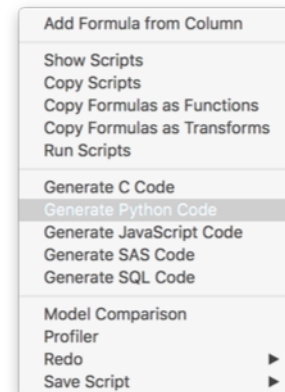 Add Formula from Column
Show Scripts
Copy Scripts
Copy Formulas as Functions
Copy Formulas as Transforms
Run Scripts
Generate C Code
Generate Python Code
Generate JavaScript Code
Generate SAS Code
Generate SQL Code
Model Comparison
Profiler
Redo
Save Script